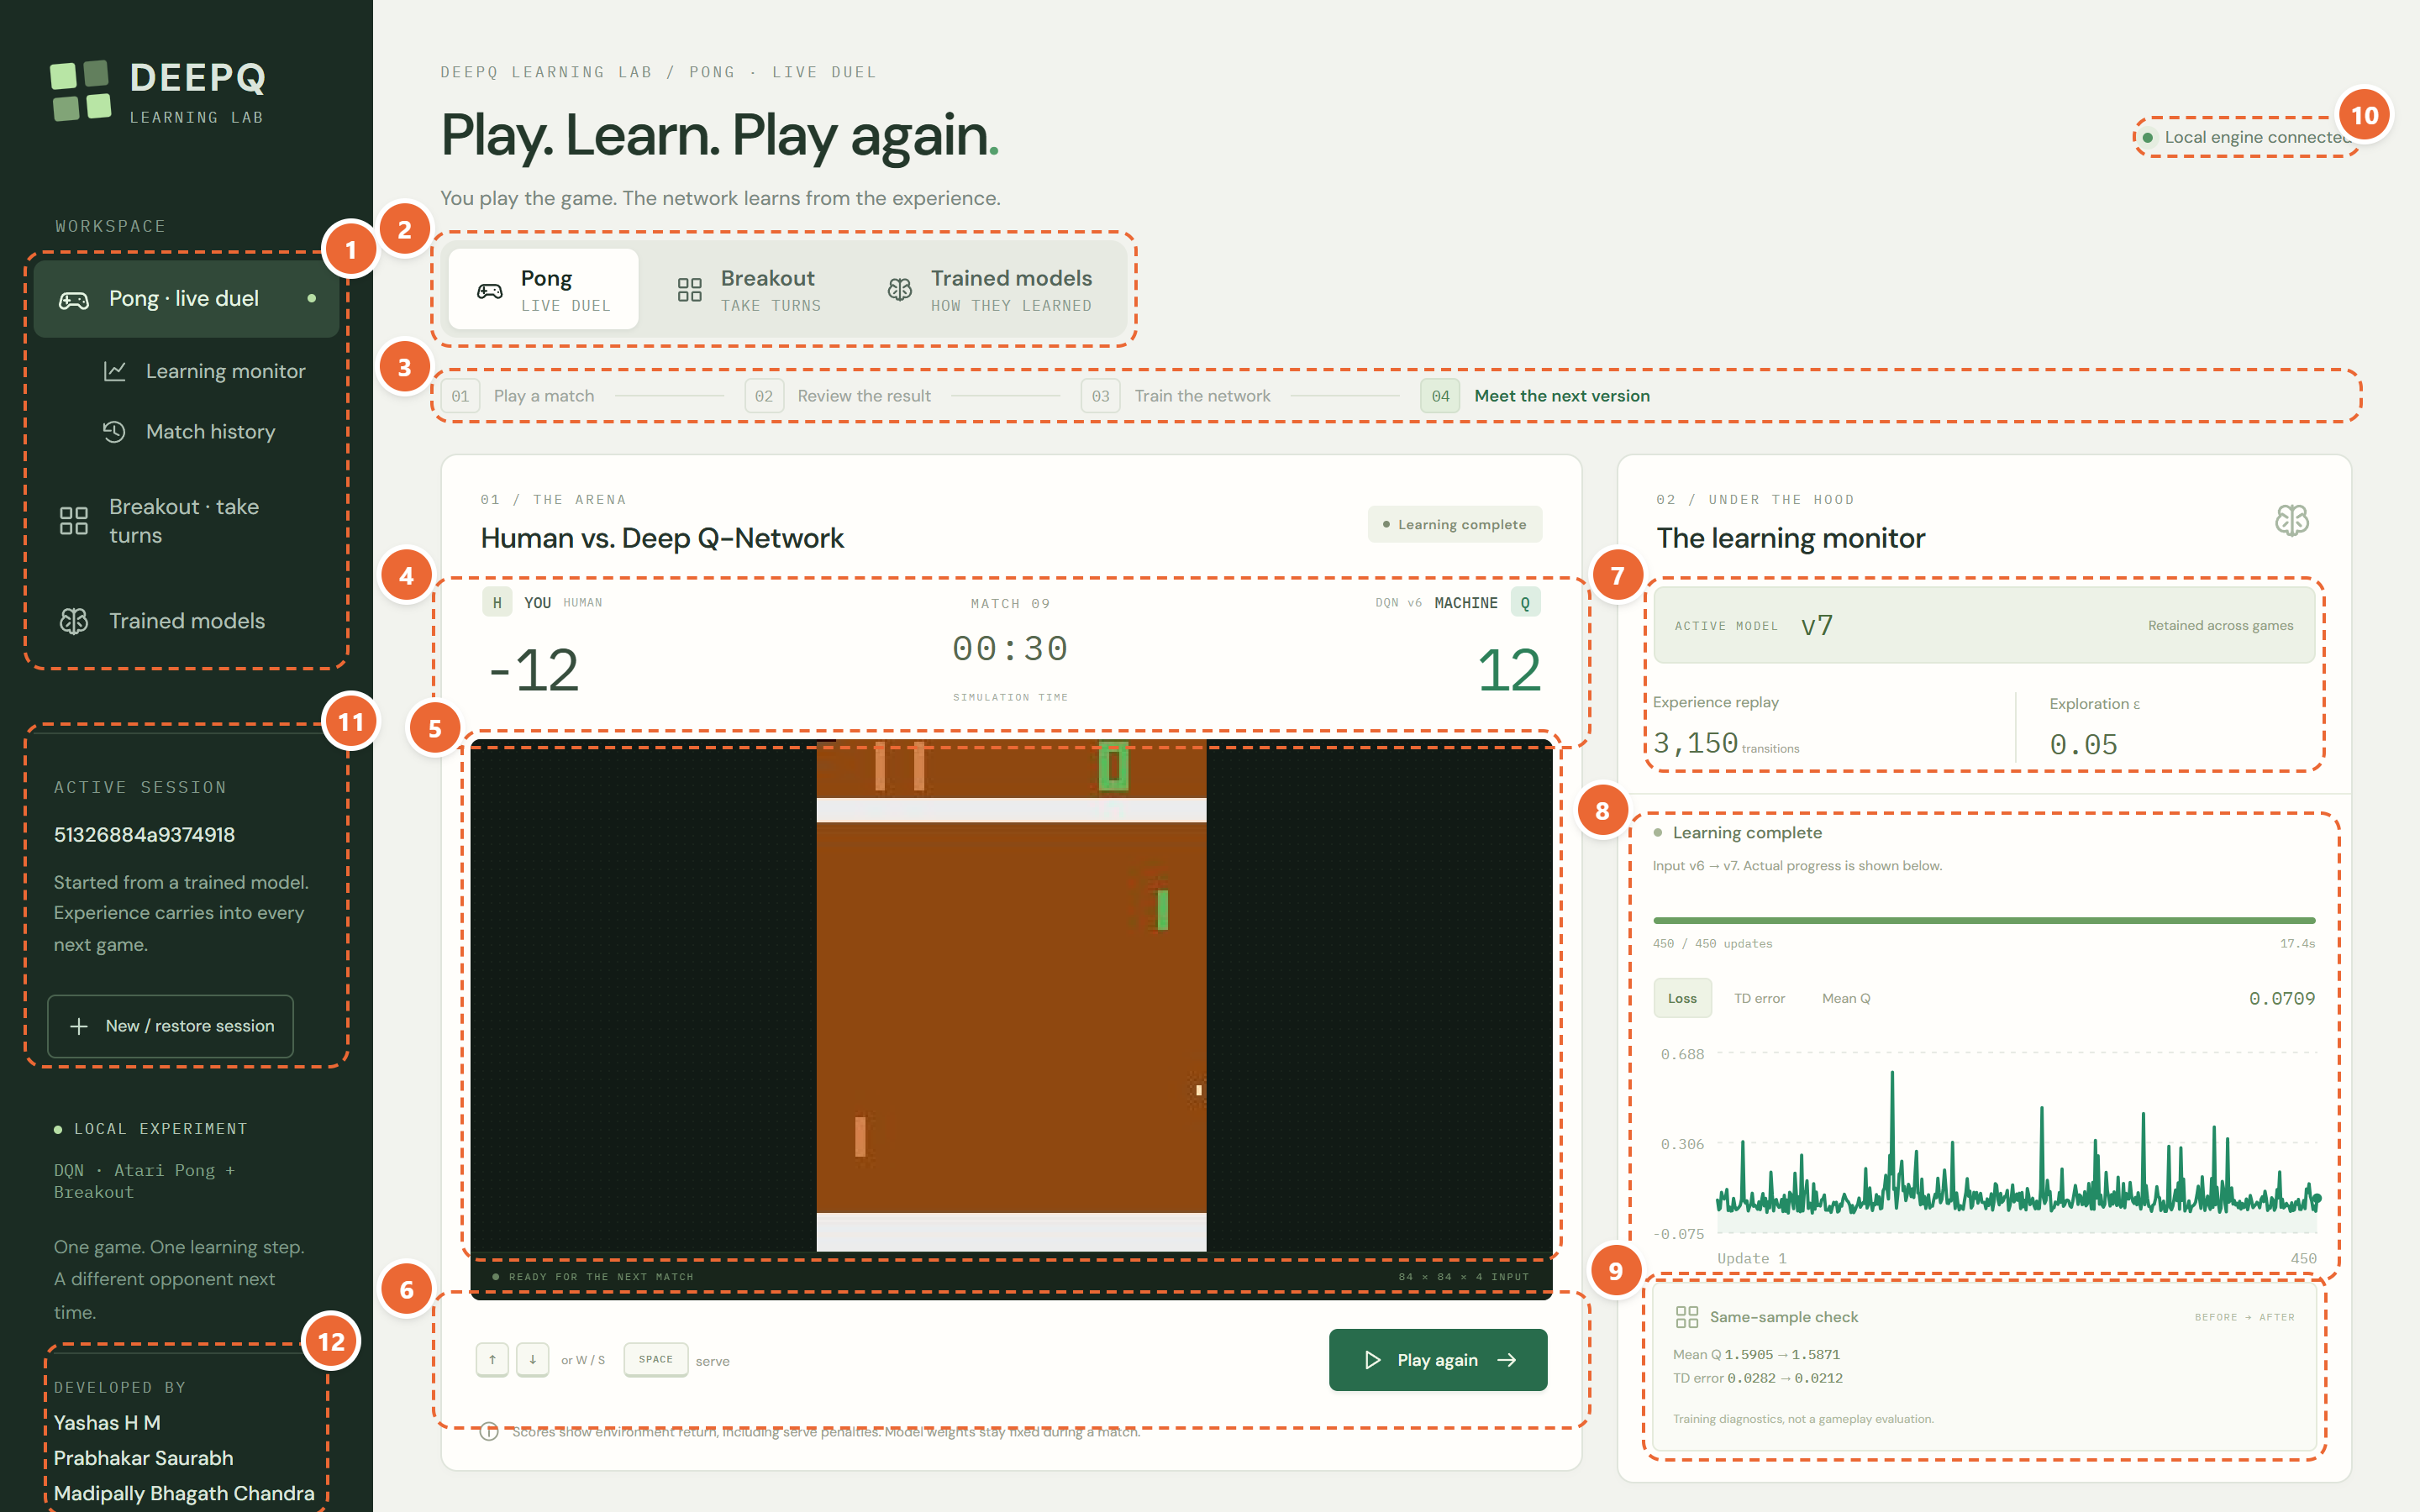 DEEPQ
LEARNING LAB
WORKSPACE
1
Pong · live duel
Learning monitor
Match history
Breakout · take
turns
Trained models
11
ACTIVE SESSION
51326884a9374918
Started from a trained model.
Experience carries into every
next game.
New / restore session
LOCAL EXPERIMENT
DQN · Atari Pong +
Breakout
One game. One learning step.
A different opponent next
time.
12
DEVELOPED BY
Yashas H M
Prabhakar Saurabh
Madipally Bhagath Chandra
DEEPQ LEARNING LAB / PONG · LIVE DUEL
Play. Learn. Play again.
You play the game. The network learns from the experience.
10
Local engine connected
2
Pong
LIVE DUEL
Breakout
TAKE TURNS
Trained models
HOW THEY LEARNED
3
01 Play a match
02 Review the result
03 Train the network
04 Meet the next version
01 / THE ARENA
Human vs. Deep Q-Network
Learning complete
4
H YOU HUMAN
MATCH 09
DQN v6 MACHINE Q
-12
00:30
SIMULATION TIME
12
5
READY FOR THE NEXT MATCH
84 × 84 × 4 INPUT
6
↑ ↓ or W / S SPACE serve
Play again
Scores show environment return, including serve penalties. Model weights stay fixed during a match.
02 / UNDER THE HOOD
The learning monitor
7
ACTIVE MODEL v7
Retained across games
Experience replay
3,150 transitions
Exploration ε
0.05
8
Learning complete
Input v6 → v7. Actual progress is shown below.
450 / 450 updates
17.4s
Loss TD error Mean Q
0.0709
0.688
0.306
-0.075
Update 1
450
9
Same-sample check
BEFORE → AFTER
Mean Q 1.5905 → 1.5871
TD error 0.0282 → 0.0212
Training diagnostics, not a gameplay evaluation.